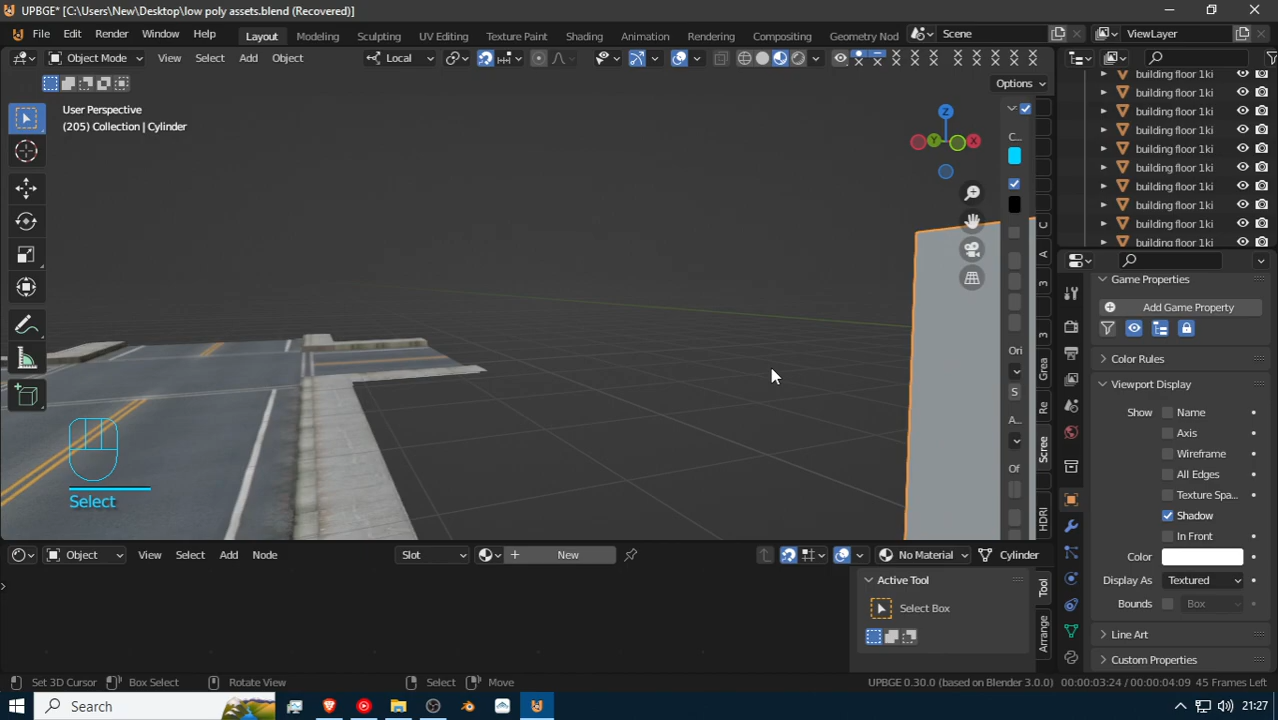 UPBGE* [C:\Users\New\Desktop\low poly assets.blend (Recovered)]
File Edit Render Window Help Layout Modeling Sculpting UV Editing Texture Paint Shading Animation Rendering Compositing Geometry Nod Scene ViewLayer
Object Mode View Select Add Object Local
Options
User Perspective
(205) Collection | Cylinder
Z
Y
X
C...
Ori
S
A...
Of
C
A
3
3
Grea
Re
Scree
HDRI
building floor 1ki
building floor 1ki
building floor 1ki
building floor 1ki
building floor 1ki
building floor 1ki
building floor 1ki
building floor 1ki
building floor 1ki
building floor 1ki
Game Properties
Add Game Property
Color Rules
Viewport Display
Show Name
Axis
Wireframe
All Edges
Texture Spa...
Shadow
In Front
Color
Display As Textured
Bounds Box
Line Art
Custom Properties
Select
Object View Select Add Node Slot New No Material Cylinder
Active Tool
Select Box
Tool
Arrange
Set 3D Cursor Box Select Rotate View Select Move UPBGE 0.30.0 (based on Blender 3.0.0) 00:00:03:24 / 00:00:04:09 45 Frames Left
Search 21:27